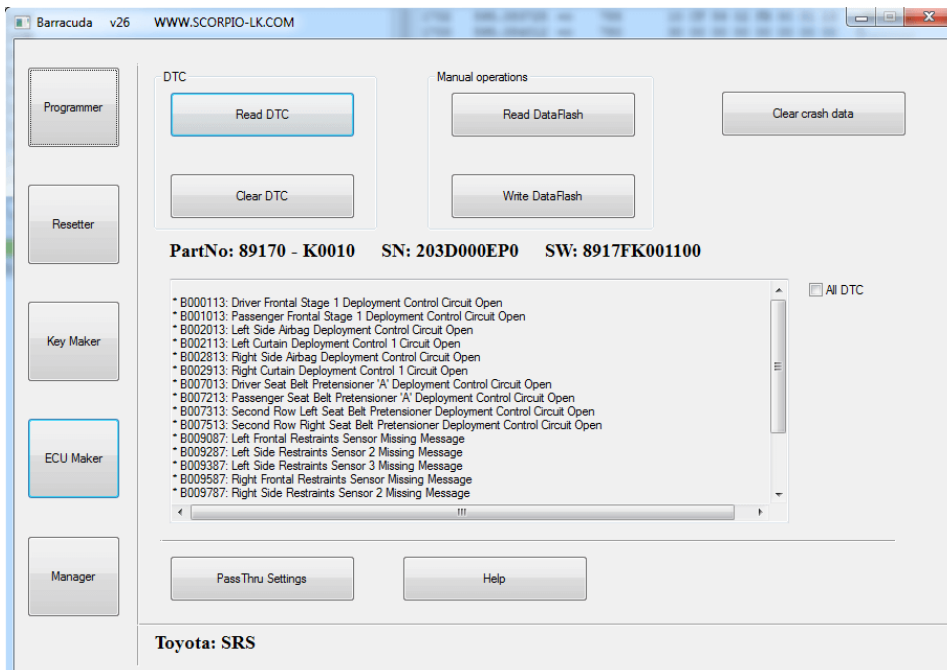 Barracuda v26 WWW.SCORPIO-LK.COM
Programmer
Resetter
Key Maker
ECU Maker
Manager
DTC
Read DTC
Clear DTC
Manual operations
Read DataFlash
Write DataFlash
Clear crash data
PartNo: 89170 - K0010 SN: 203D000EP0 SW: 8917FK001100
* B000113: Driver Frontal Stage 1 Deployment Control Circuit Open
* B001013: Passenger Frontal Stage 1 Deployment Control Circuit Open
* B002013: Left Side Airbag Deployment Control Circuit Open
* B002113: Left Curtain Deployment Control 1 Circuit Open
* B002813: Right Side Airbag Deployment Control Circuit Open
* B002913: Right Curtain Deployment Control 1 Circuit Open
* B007013: Driver Seat Belt Pretensioner 'A' Deployment Control Circuit Open
* B007213: Passenger Seat Belt Pretensioner 'A' Deployment Control Circuit Open
* B007313: Second Row Left Seat Belt Pretensioner Deployment Control Circuit Open
* B007513: Second Row Right Seat Belt Pretensioner Deployment Control Circuit Open
* B009087: Left Frontal Restraints Sensor Missing Message
* B009287: Left Side Restraints Sensor 2 Missing Message
* B009387: Left Side Restraints Sensor 3 Missing Message
* B009587: Right Frontal Restraints Sensor Missing Message
* B009787: Right Side Restraints Sensor 2 Missing Message
All DTC
PassThru Settings
Help
Toyota: SRS